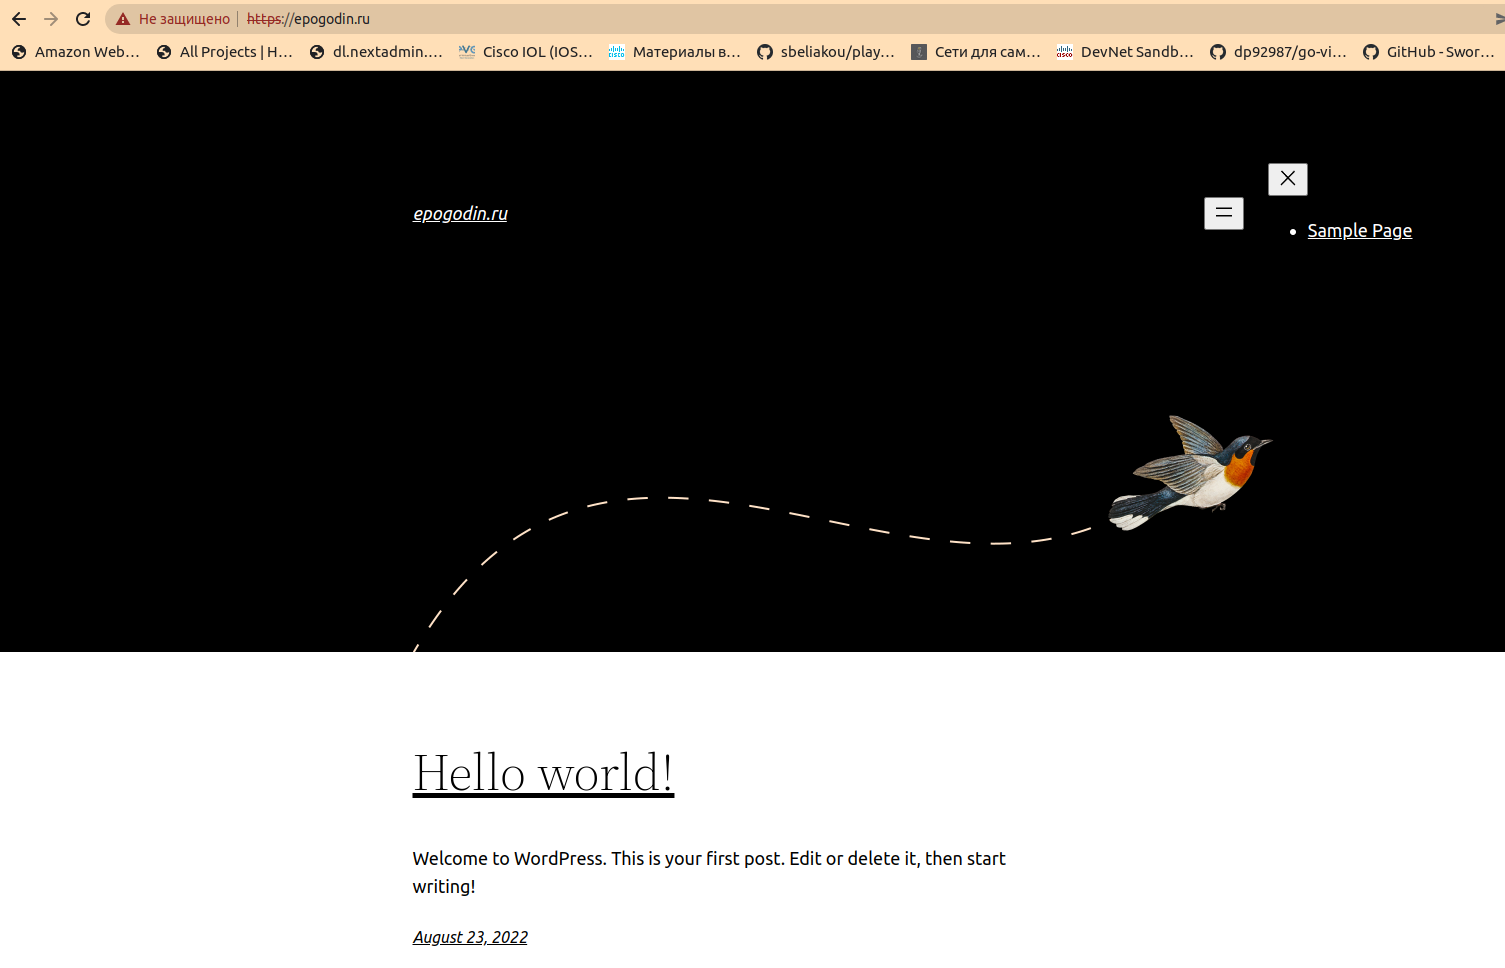 Не защищено https://epogodin.ru
Amazon Web… All Projects | H… dl.nextadmin.… Cisco IOL (IOS… Материалы в… sbeliakou/play… Сети для сам… DevNet Sandb… dp92987/go-vi… GitHub - Swor…
epogodin.ru
Sample Page
Hello world!
Welcome to WordPress. This is your first post. Edit or delete it, then start
writing!
August 23, 2022